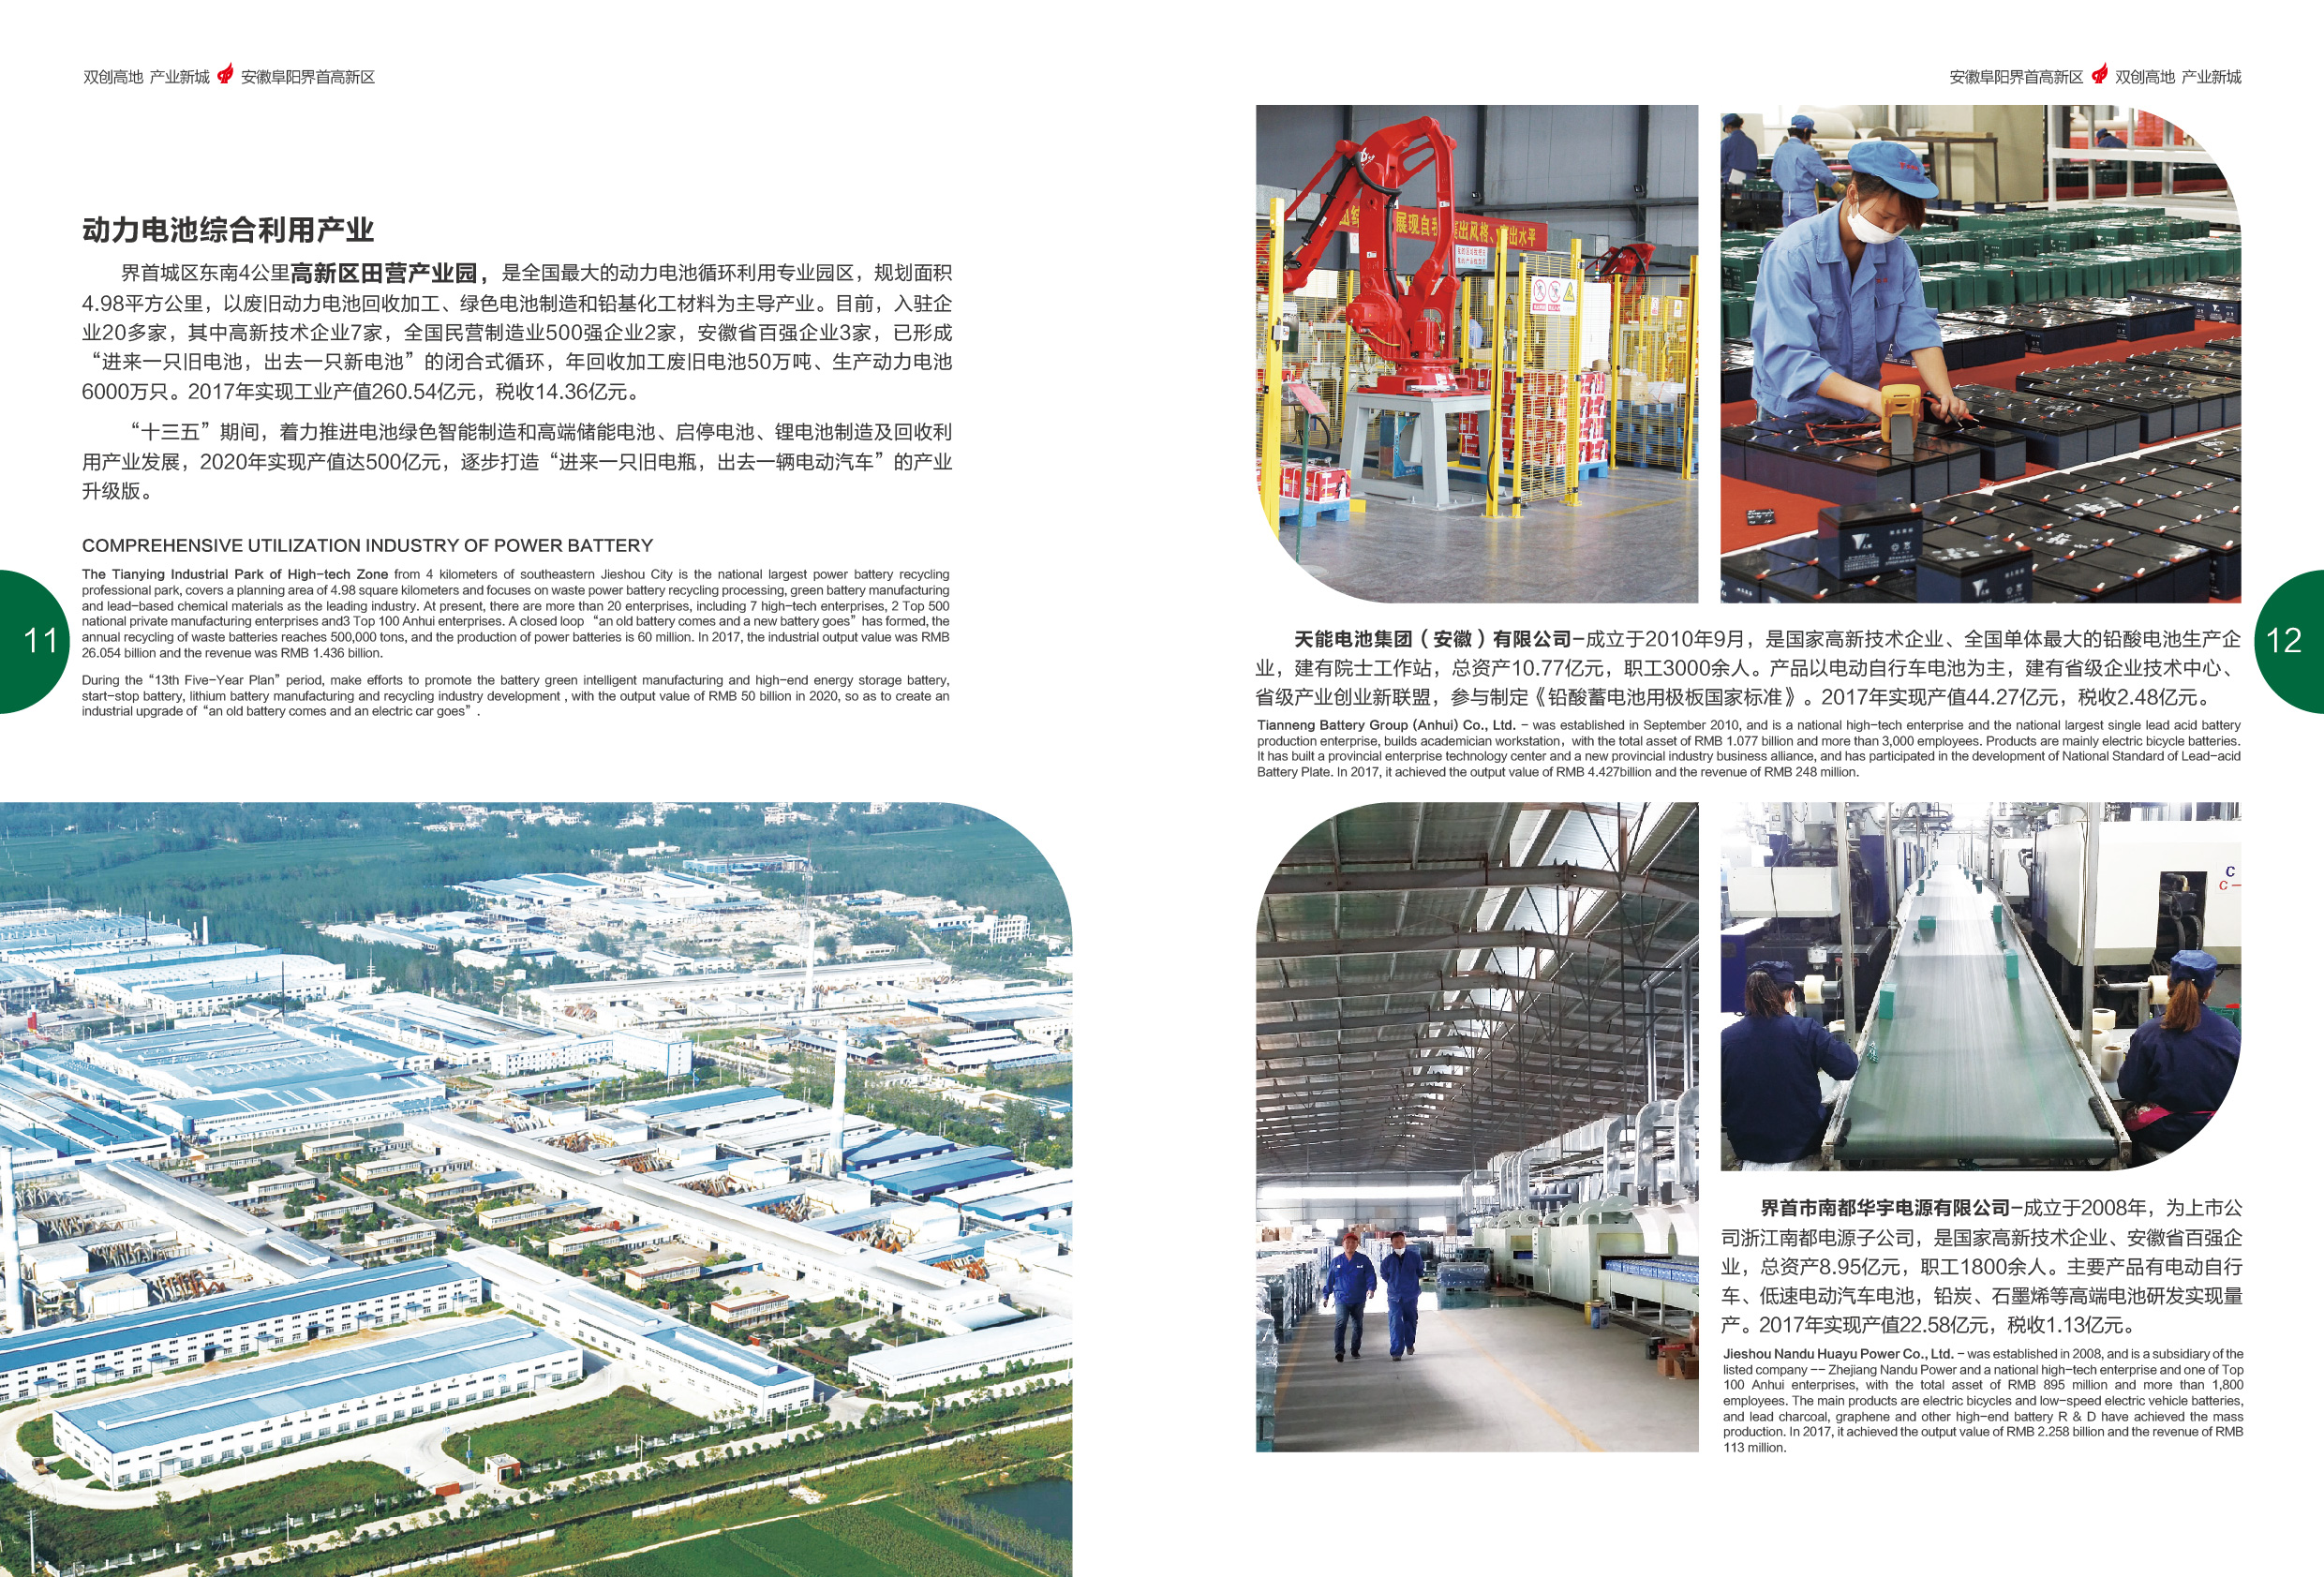 双创高地 产业新城 安徽阜阳界首高新区
动力电池综合利用产业
界首城区东南4公里高新区田营产业园，是全国最大的动力电池循环利用专业园区，规划面积
4.98平方公里，以废旧动力电池回收加工、绿色电池制造和铅基化工材料为主导产业。目前，入驻企
业20多家，其中高新技术企业7家，全国民营制造业500强企业2家，安徽省百强企业3家，已形成
“进来一只旧电池，出去一只新电池”的闭合式循环，年回收加工废旧电池50万吨、生产动力电池
6000万只。2017年实现工业产值260.54亿元，税收14.36亿元。
“十三五”期间，着力推进电池绿色智能制造和高端储能电池、启停电池、锂电池制造及回收利
用产业发展，2020年实现产值达500亿元，逐步打造“进来一只旧电瓶，出去一辆电动汽车”的产业
升级版。
COMPREHENSIVE UTILIZATION INDUSTRY OF POWER BATTERY
The Tianying Industrial Park of High-tech Zone from 4 kilometers of southeastern Jieshou City is the national largest power battery recycling
professional park, covers a planning area of 4.98 square kilometers and focuses on waste power battery recycling processing, green battery manufacturing
and lead-based chemical materials as the leading industry. At present, there are more than 20 enterprises, including 7 high-tech enterprises, 2 Top 500
national private manufacturing enterprises and3 Top 100 Anhui enterprises. A closed loop “an old battery comes and a new battery goes” has formed, the
annual recycling of waste batteries reaches 500,000 tons, and the production of power batteries is 60 million. In 2017, the industrial output value was RMB
26.054 billion and the revenue was RMB 1.436 billion.
During the “13th Five-Year Plan” period, make efforts to promote the battery green intelligent manufacturing and high-end energy storage battery,
start-stop battery, lithium battery manufacturing and recycling industry development , with the output value of RMB 50 billion in 2020, so as to create an
industrial upgrade of “an old battery comes and an electric car goes” .
11
安徽阜阳界首高新区 双创高地 产业新城
展现自
出风格、
出水平
天能电池集团（安徽）有限公司-成立于2010年9月，是国家高新技术企业、全国单体最大的铅酸电池生产企
业，建有院士工作站，总资产10.77亿元，职工3000余人。产品以电动自行车电池为主，建有省级企业技术中心、
省级产业创业新联盟，参与制定《铅酸蓄电池用极板国家标准》。2017年实现产值44.27亿元，税收2.48亿元。
Tianneng Battery Group (Anhui) Co., Ltd. - was established in September 2010, and is a national high-tech enterprise and the national largest single lead acid battery
production enterprise, builds academician workstation, with the total asset of RMB 1.077 billion and more than 3,000 employees. Products are mainly electric bicycle batteries.
It has built a provincial enterprise technology center and a new provincial industry business alliance, and has participated in the development of National Standard of Lead-acid
Battery Plate. In 2017, it achieved the output value of RMB 4.427billion and the revenue of RMB 248 million.
12
C
C
界首市南都华宇电源有限公司-成立于2008年，为上市公
司浙江南都电源子公司，是国家高新技术企业、安徽省百强企
业，总资产8.95亿元，职工1800余人。主要产品有电动自行
车、低速电动汽车电池，铅炭、石墨烯等高端电池研发实现量
产。2017年实现产值22.58亿元，税收1.13亿元。
Jieshou Nandu Huayu Power Co., Ltd. - was established in 2008, and is a subsidiary of the
listed company -- Zhejiang Nandu Power and a national high-tech enterprise and one of Top
100 Anhui enterprises, with the total asset of RMB 895 million and more than 1,800
employees. The main products are electric bicycles and low-speed electric vehicle batteries,
and lead charcoal, graphene and other high-end battery R & D have achieved the mass
production. In 2017, it achieved the output value of RMB 2.258 billion and the revenue of RMB
113 million.